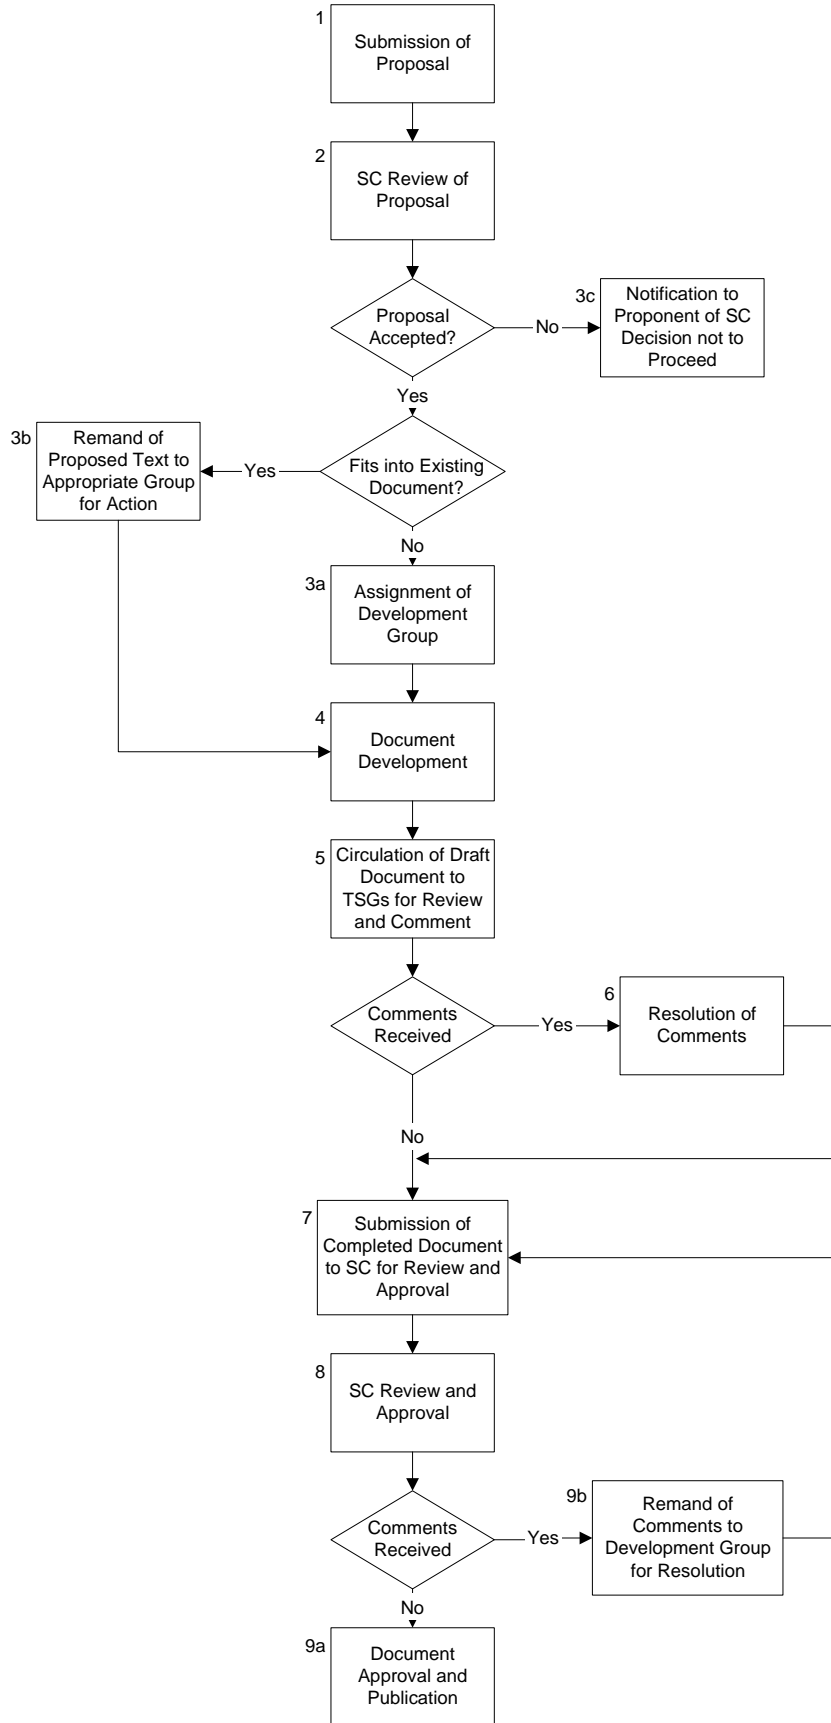 1
Submission of
Proposal
2
SC Review of
Proposal
Proposal
Accepted?
No
3c
Notification to
Proponent of SC
Decision not to
Proceed
Yes
3b
Remand of
Proposed Text to
Appropriate Group
for Action
Yes
Fits into Existing
Document?
No
3a
Assignment of
Development
Group
4
Document
Development
5
Circulation of Draft
Document to
TSGs for Review
and Comment
Comments
Received
Yes
6
Resolution of
Comments
No
7
Submission of
Completed Document
to SC for Review and
Approval
8
SC Review and
Approval
Comments
Received
Yes
9b
Remand of
Comments to
Development Group
for Resolution
No
9a
Document
Approval and
Publication